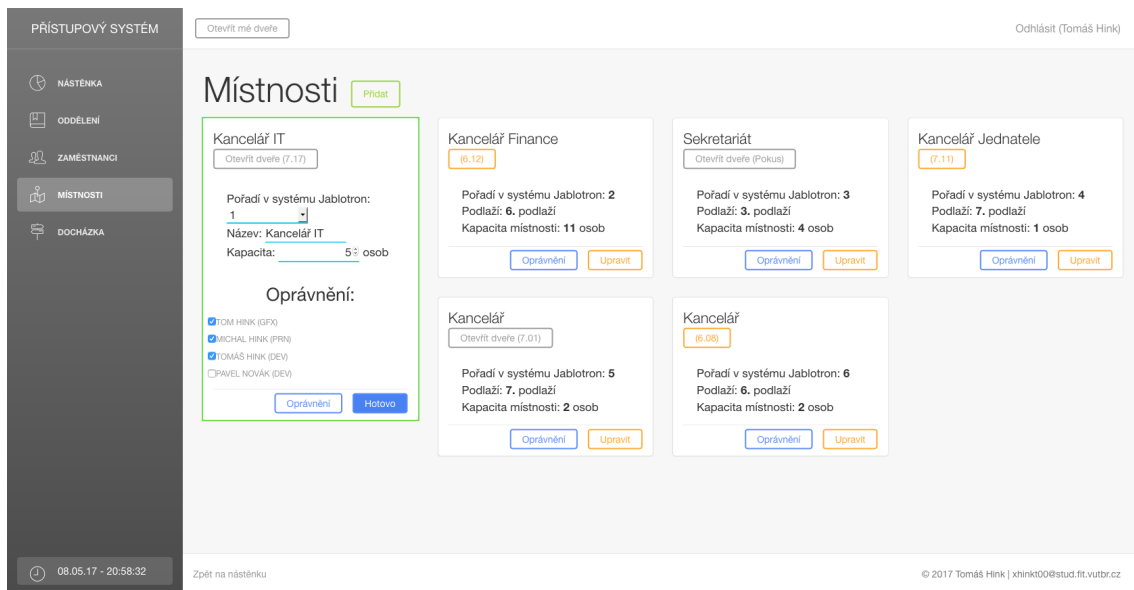 PŘÍSTUPOVÝ SYSTÉM
Otevřít mé dveře
Odhlásit (Tomáš Hink)
NÁSTĚNKA
ODDĚLENÍ
ZAMĚSTNANCI
MÍSTNOSTI
DOCHÁZKA
08.05.17 - 20:58:32
Místnosti
Přidat
Kancelář IT
Otevřít dveře (7.17)
Pořadí v systému Jablotron:
1
Název: Kancelář IT
Kapacita: 5 osob
Oprávnění:
TOM HINK (GFX)
MICHAL HINK (PRN)
TOMÁŠ HINK (DEV)
PAVEL NOVÁK (DEV)
Oprávnění Hotovo
Kancelář Finance
(6.12)
Pořadí v systému Jablotron: 2
Podlaží: 6. podlaží
Kapacita místnosti: 11 osob
Oprávnění Upravit
Sekretariát
Otevřít dveře (Pokus)
Pořadí v systému Jablotron: 3
Podlaží: 3. podlaží
Kapacita místnosti: 4 osob
Oprávnění Upravit
Kancelář Jednatele
(7.11)
Pořadí v systému Jablotron: 4
Podlaží: 7. podlaží
Kapacita místnosti: 1 osob
Oprávnění Upravit
Kancelář
Otevřít dveře (7.01)
Pořadí v systému Jablotron: 5
Podlaží: 7. podlaží
Kapacita místnosti: 2 osob
Oprávnění Upravit
Kancelář
(6.08)
Pořadí v systému Jablotron: 6
Podlaží: 6. podlaží
Kapacita místnosti: 2 osob
Oprávnění Upravit
Zpět na nástěnku
© 2017 Tomáš Hink | xhinkt00@stud.fit.vutbr.cz